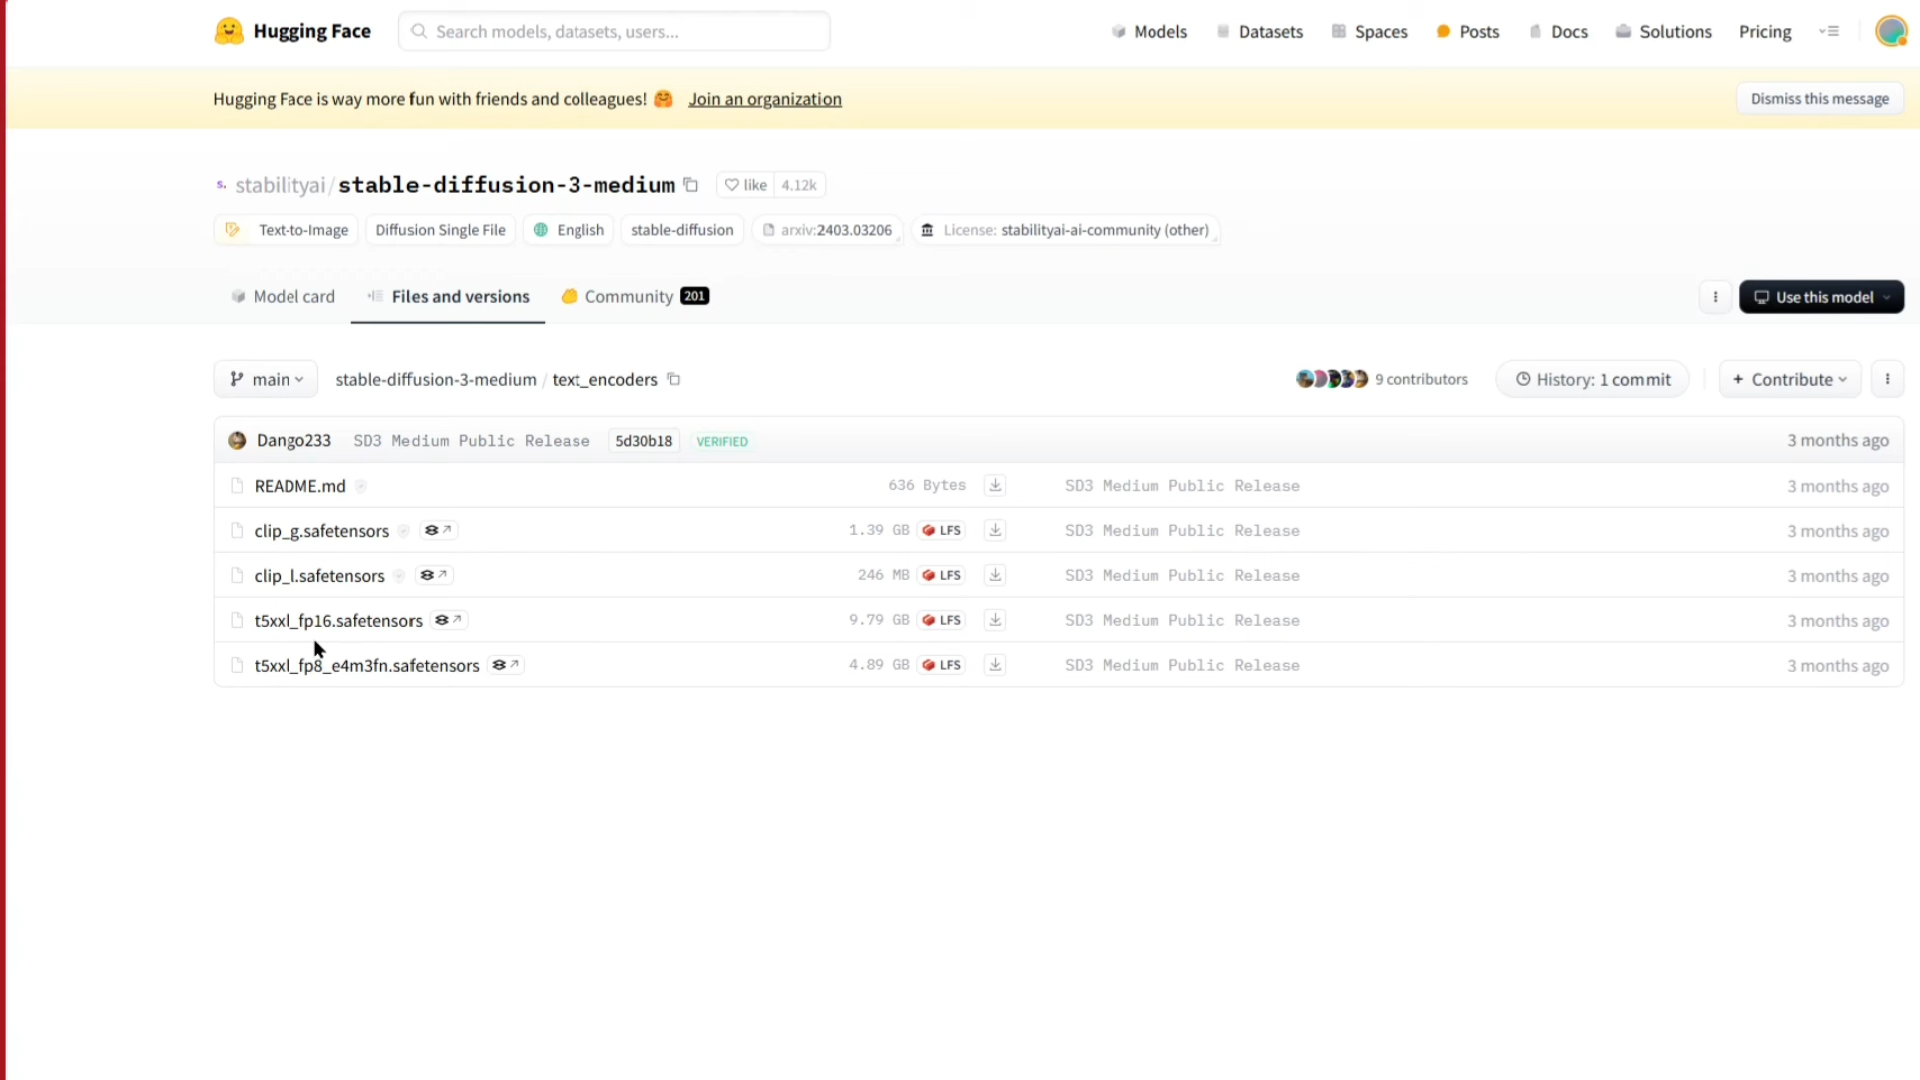 Hugging Face Search models, datasets, users... Models Datasets Spaces Posts Docs Solutions Pricing
Hugging Face is way more fun with friends and colleagues! 🤗 Join an organization Dismiss this message
stabilityai/stable-diffusion-3-medium like 4.12k
Text-to-Image Diffusion Single File English stable-diffusion arxiv:2403.03206 License: stabilityai-ai-community (other)
Model card Files and versions Community 201 Use this model
main stable-diffusion-3-medium / text_encoders 9 contributors History: 1 commit + Contribute
Dango233 SD3 Medium Public Release 5d30b18 VERIFIED 3 months ago
README.md 636 Bytes SD3 Medium Public Release 3 months ago
clip_g.safetensors 1.39 GB LFS SD3 Medium Public Release 3 months ago
clip_l.safetensors 246 MB LFS SD3 Medium Public Release 3 months ago
t5xxl_fp16.safetensors 9.79 GB LFS SD3 Medium Public Release 3 months ago
t5xxl_fp8_e4m3fn.safetensors 4.89 GB LFS SD3 Medium Public Release 3 months ago